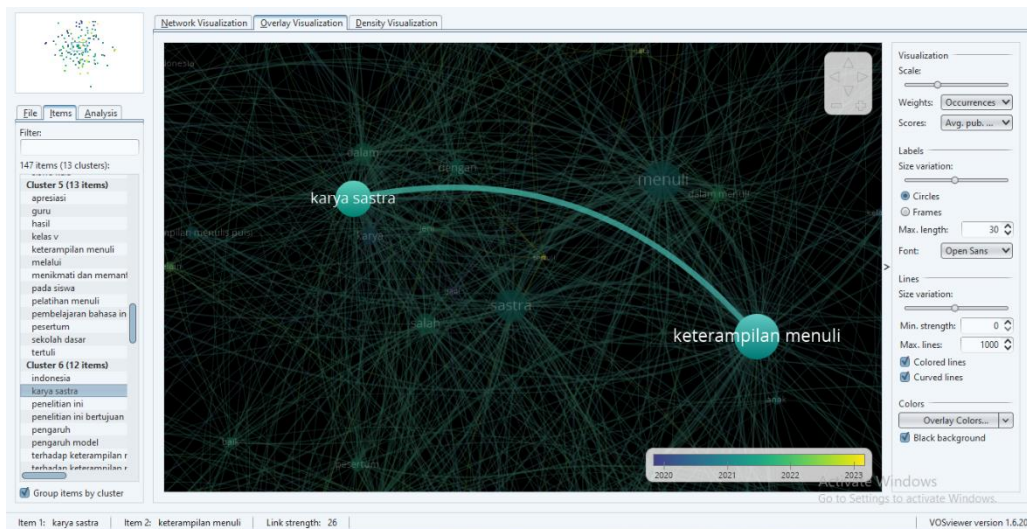 Network Visualization Overlay Visualization Density Visualization
File Items Analysis
Filter:
147 items (13 clusters):
Cluster 5 (13 items)
apresiasi
guru
hasil
kelas v
keterampilan menuli
melalui
menikmati dan memant
pada siswa
pelatihan menuli
pembelajaran bahasa in
pesertum
sekolah dasar
tertuli
Cluster 6 (12 items)
indonesia
karya sastra
penelitian ini
penelitian ini bertujuan
pengaruh
pengaruh model
terhadap keterampilan r
terhadap keterampilan r
Group items by cluster
dalam
dengan
menuli
dalam menuli
karya sastra
karya
sastra
keterampilan menuli
pesertum
2020 2021 2022 2023
Visualization
Scale:
Weights: Occurrences
Scores: Avg. pub. ...
Labels
Size variation:
Circles
Frames
Max. length: 30
Font: Open Sans
>
Lines
Size variation:
Min. strength: 0
Max. lines: 1000
Colored lines
Curved lines
Colors
Overlay Colors...
Black background
Activate Windows
Go to Settings to activate Windows.
Item 1: karya sastra Item 2: keterampilan menuli Link strength: 26 VOSviewer version 1.6.20